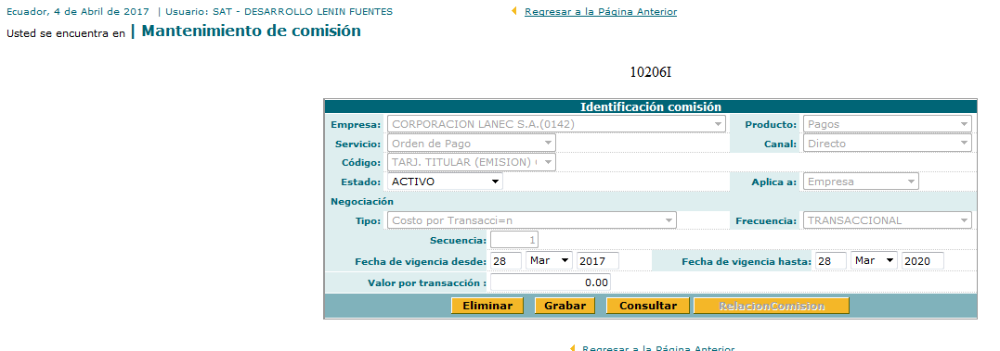 Ecuador, 4 de Abril de 2017 | Usuario: SAT - DESARROLLO LENIN FUENTES Regresar a la Página Anterior
Usted se encuentra en | Mantenimiento de comisión
10206I
Identificación comisión
Empresa: CORPORACION LANEC S.A.(0142) Producto: Pagos
Servicio: Orden de Pago Canal: Directo
Código: TARJ. TITULAR (EMISION) (
Estado: ACTIVO Aplica a: Empresa
Negociación
Tipo: Costo por Transacci=n Frecuencia: TRANSACCIONAL
Secuencia: 1
Fecha de vigencia desde: 28 Mar 2017 Fecha de vigencia hasta: 28 Mar 2020
Valor por transacción : 0.00
Eliminar Grabar Consultar RelacionComision
Regresar a la Página Anterior